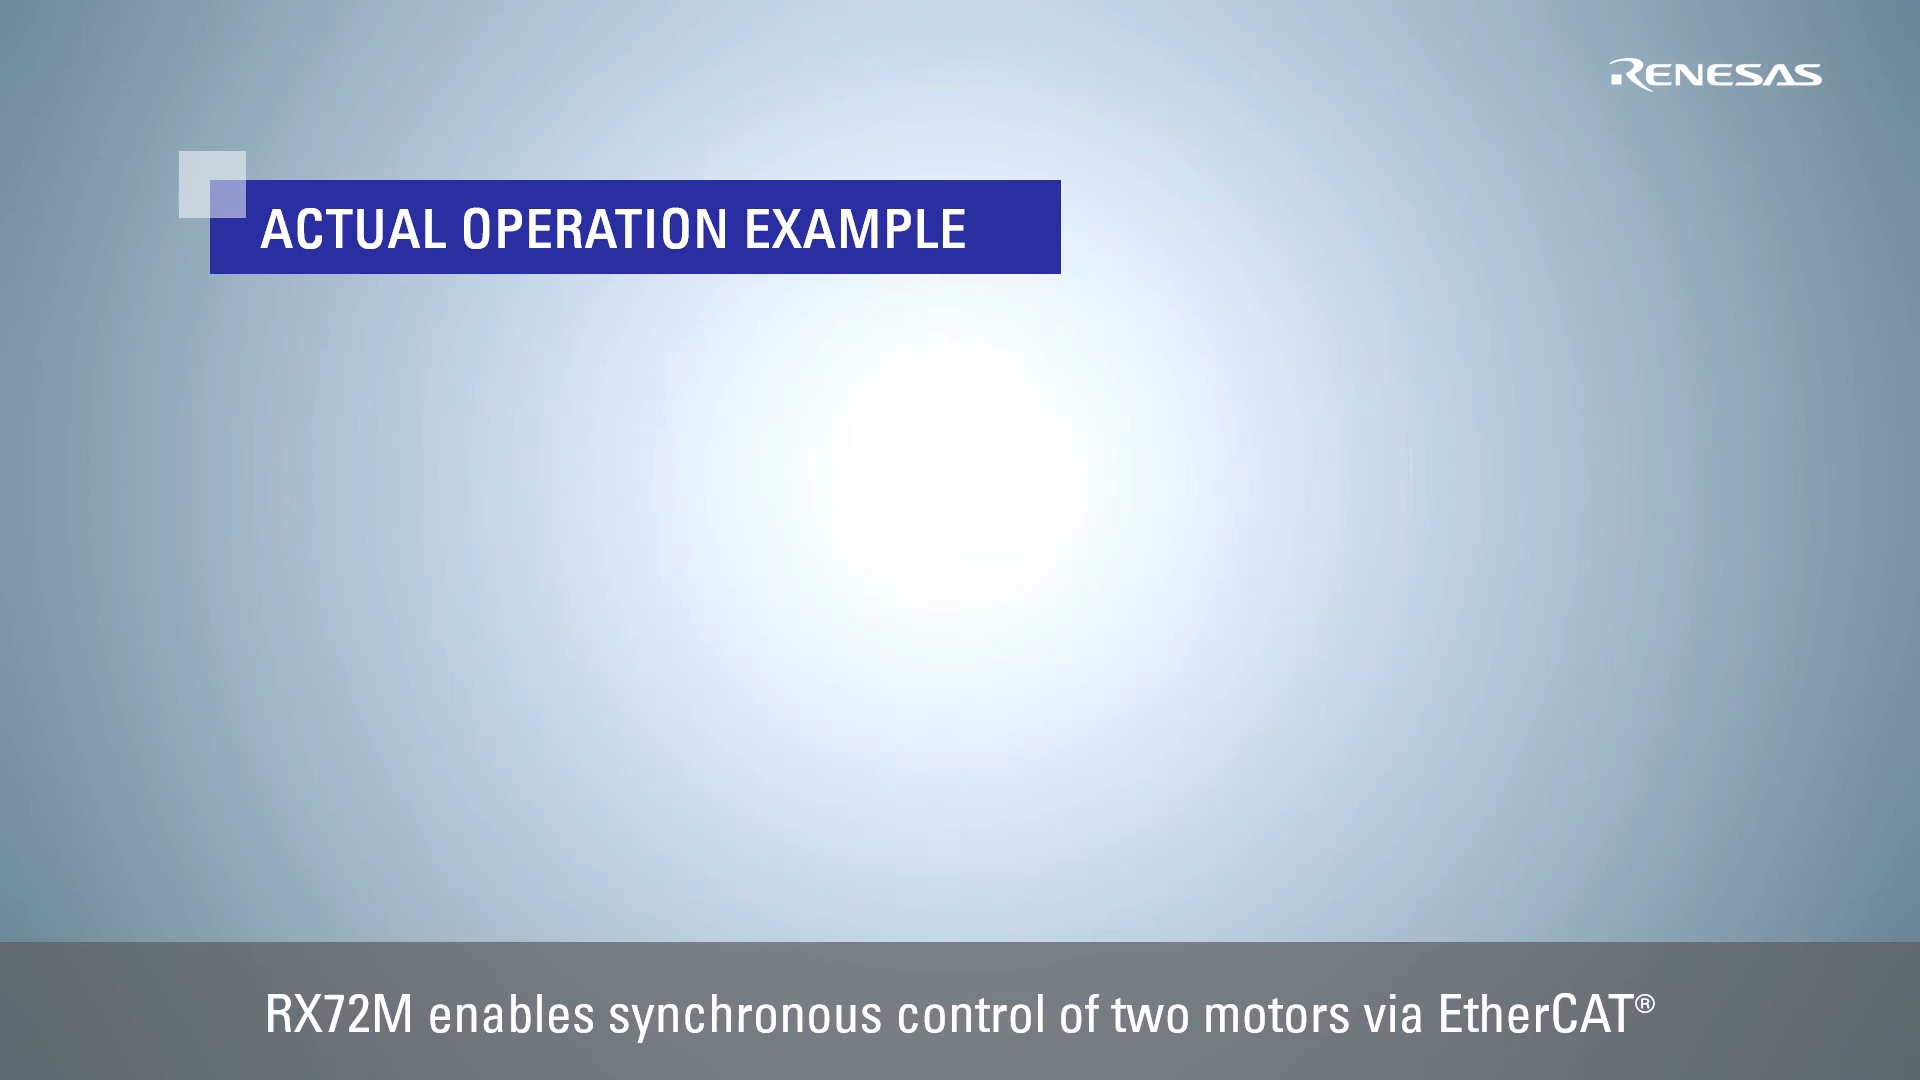 RENESAS
ACTUAL OPERATION EXAMPLE
RX72M enables synchronous control of two motors via EtherCAT®